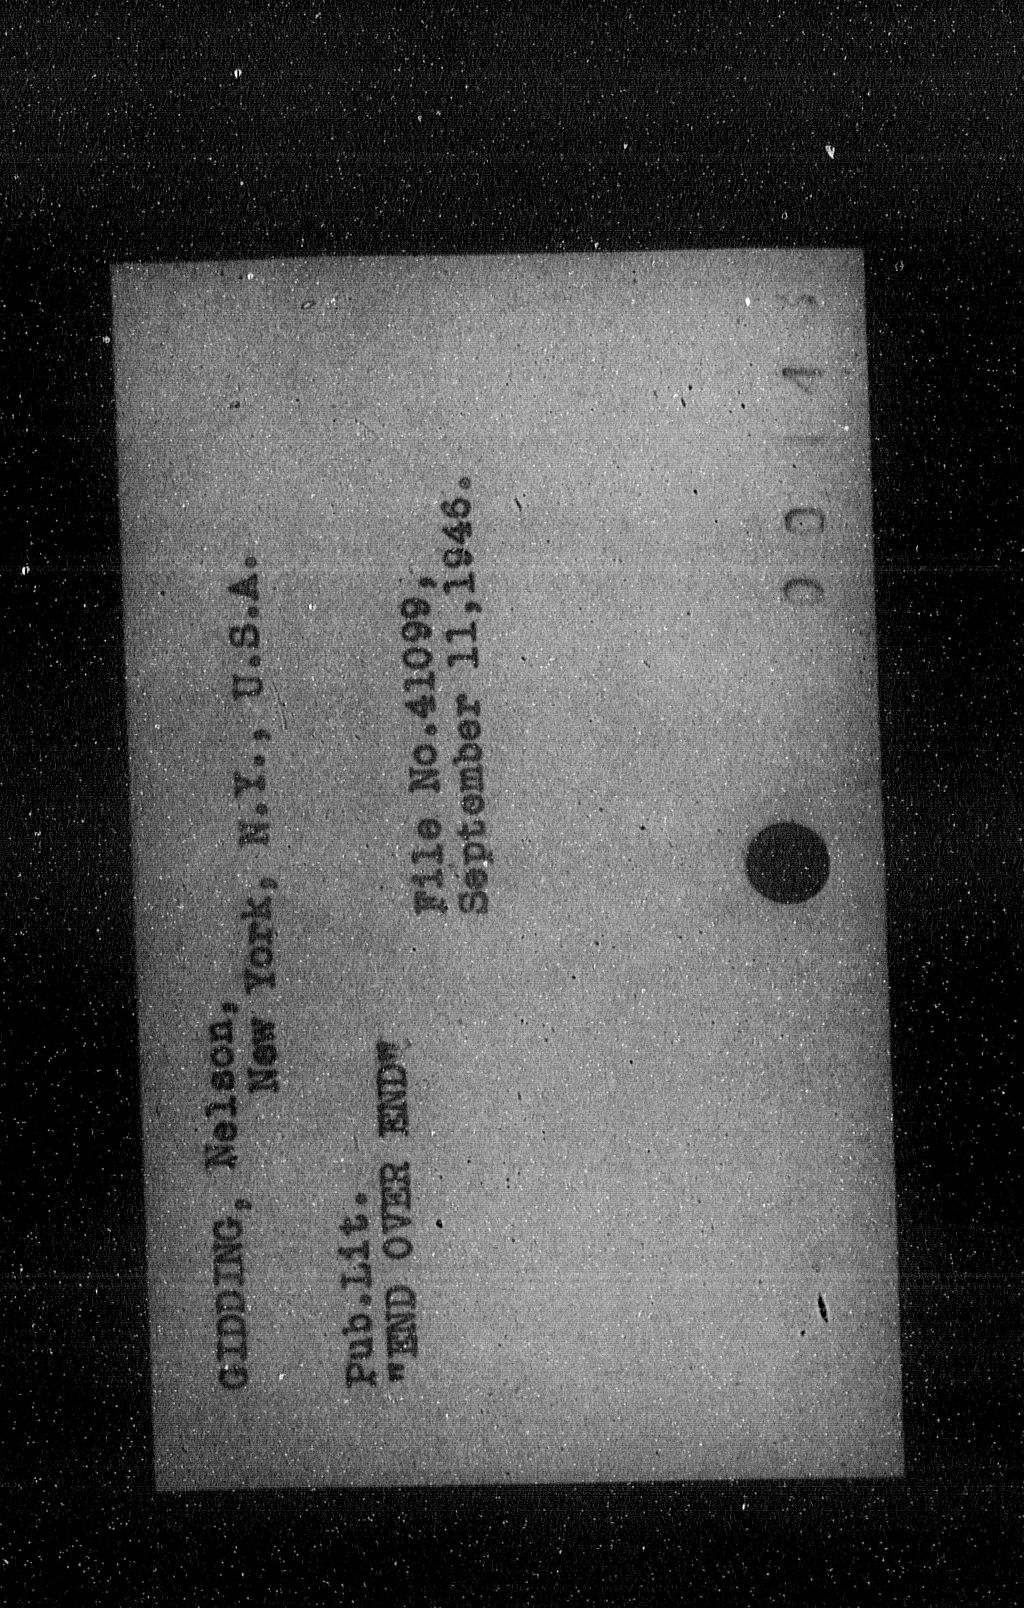 GIDDING, Nelson,
New York, N.Y., U.S.A.
Pub.Lit.
"END OVER END"
File No.41099,
September 11,1946.